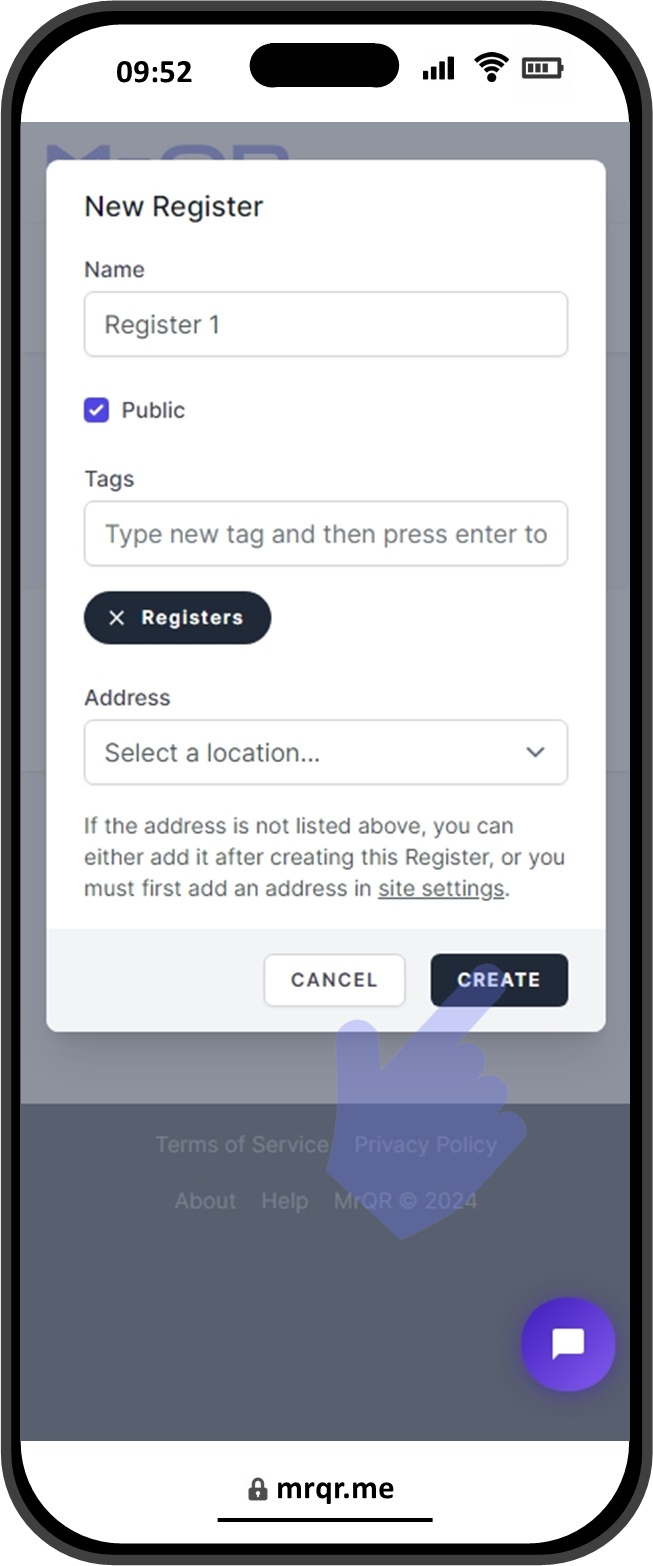 09:52
New Register
Name
Register 1
Public
Tags
Type new tag and then press enter to
Registers
Address
Select a location...
If the address is not listed above, you can
either add it after creating this Register, or you
must first add an address in site settings.
CANCEL CREATE
Terms of Service Privacy Policy
About Help MrQR © 2024
mrqr.me